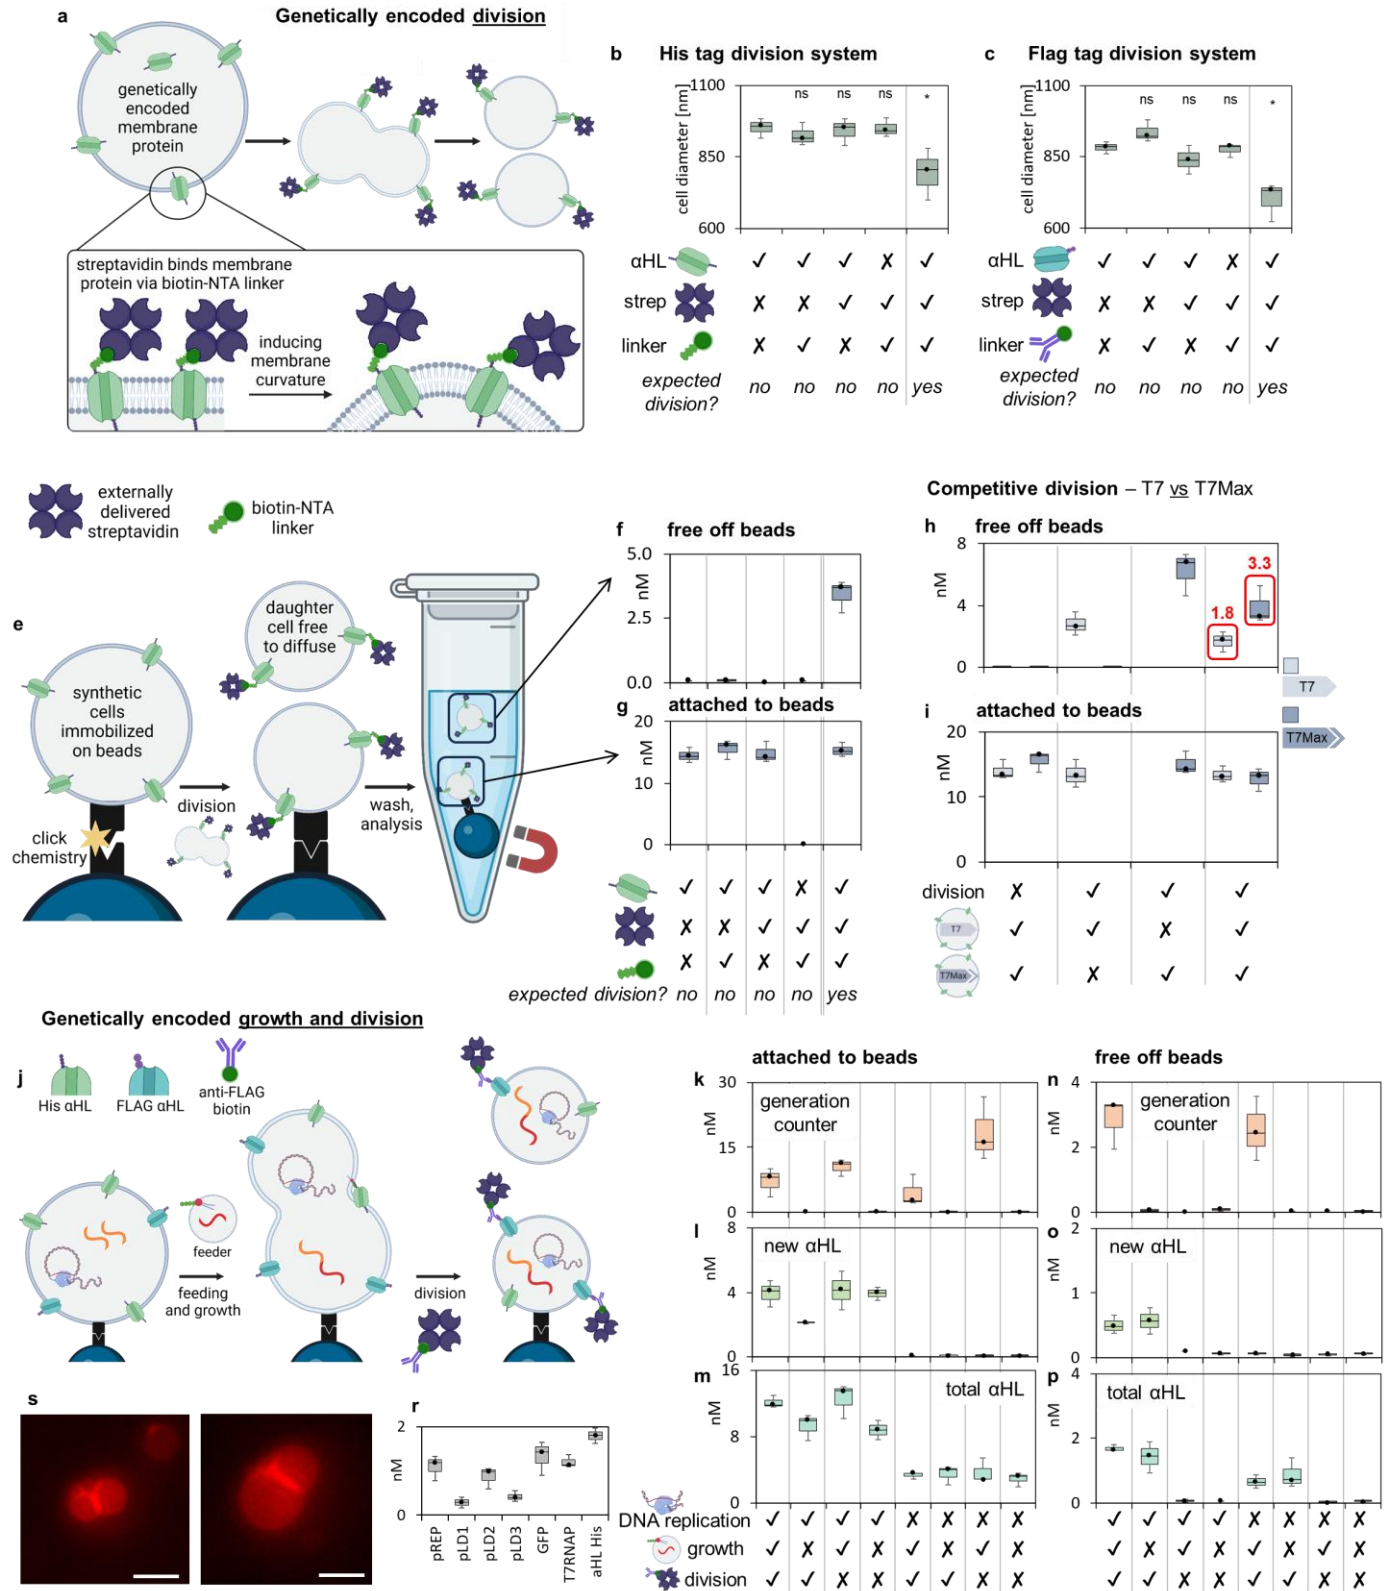 a
Genetically encoded division
genetically
encoded
membrane
protein
streptavidin binds membrane
protein via biotin-NTA linker
inducing
membrane
curvature
b
His tag division system
cell diameter [nm]
1100
850
600
ns
ns
ns
*
αHL ✓ ✓ ✓ ✗ ✓
strep ✗ ✗ ✓ ✓ ✓
linker ✗ ✓ ✗ ✓ ✓
expected
division?
no no no no yes
c
Flag tag division system
cell diameter [nm]
1100
850
600
ns
ns
ns
*
αHL ✓ ✓ ✓ ✗ ✓
strep ✗ ✗ ✓ ✓ ✓
linker ✗ ✓ ✗ ✓ ✓
expected
division?
no no no no yes
externally
delivered
streptavidin
biotin-NTA
linker
e
synthetic
cells
immobilized
on beads
click
chemistry
division
daughter
cell free
to diffuse
wash,
analysis
f
free off beads
nM
5.0
2.5
0.0
g
attached to beads
nM
20
10
0
✓ ✓ ✓ ✗ ✓
✗ ✗ ✓ ✓ ✓
✗ ✓ ✗ ✓ ✓
expected division? no no no no yes
Competitive division – T7 vs T7Max
h
free off beads
nM
8
4
0
1.8
3.3
T7
T7Max
i
attached to beads
nM
20
10
0
division ✗ ✓ ✓ ✓
T7 ✓ ✓ ✗ ✓
T7Max ✓ ✗ ✓ ✓
Genetically encoded growth and division
j
His αHL
FLAG αHL
anti-FLAG
biotin
feeder
feeding
and growth
division
s
r
nM
2
1
0
pREP
pLD1
pLD2
pLD3
GFP
T7RNAP
aHL His
attached to beads
k
generation
counter
nM
30
15
0
l
new αHL
nM
8
4
0
m
total αHL
nM
16
8
0
free off beads
n
generation
counter
nM
4
2
0
o
new αHL
nM
2
1
0
p
total αHL
nM
4
2
0
DNA replication ✓ ✓ ✓ ✓ ✗ ✗ ✗ ✗ ✓ ✓ ✓ ✓ ✗ ✗ ✗ ✗
growth ✓ ✗ ✓ ✗ ✓ ✗ ✓ ✗ ✓ ✗ ✓ ✗ ✓ ✗ ✓ ✗
division ✓ ✓ ✗ ✗ ✓ ✓ ✗ ✗ ✓ ✓ ✗ ✗ ✓ ✓ ✗ ✗